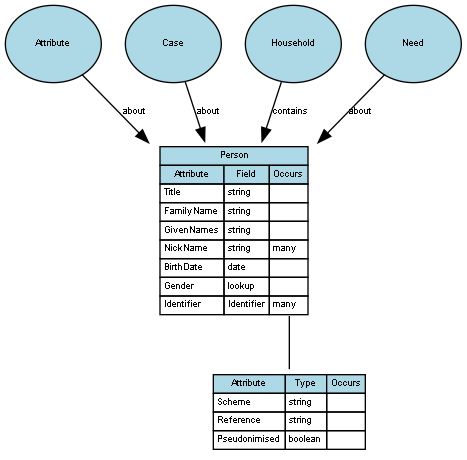 Attribute Case Household Need
about about contains about
Person
Attribute Field Occurs
Title string
Family Name string
Given Names string
Nick Name string many
Birth Date date
Gender lookup
Identifier Identifier many
Attribute Type Occurs
Scheme string
Reference string
Pseudonimised boolean